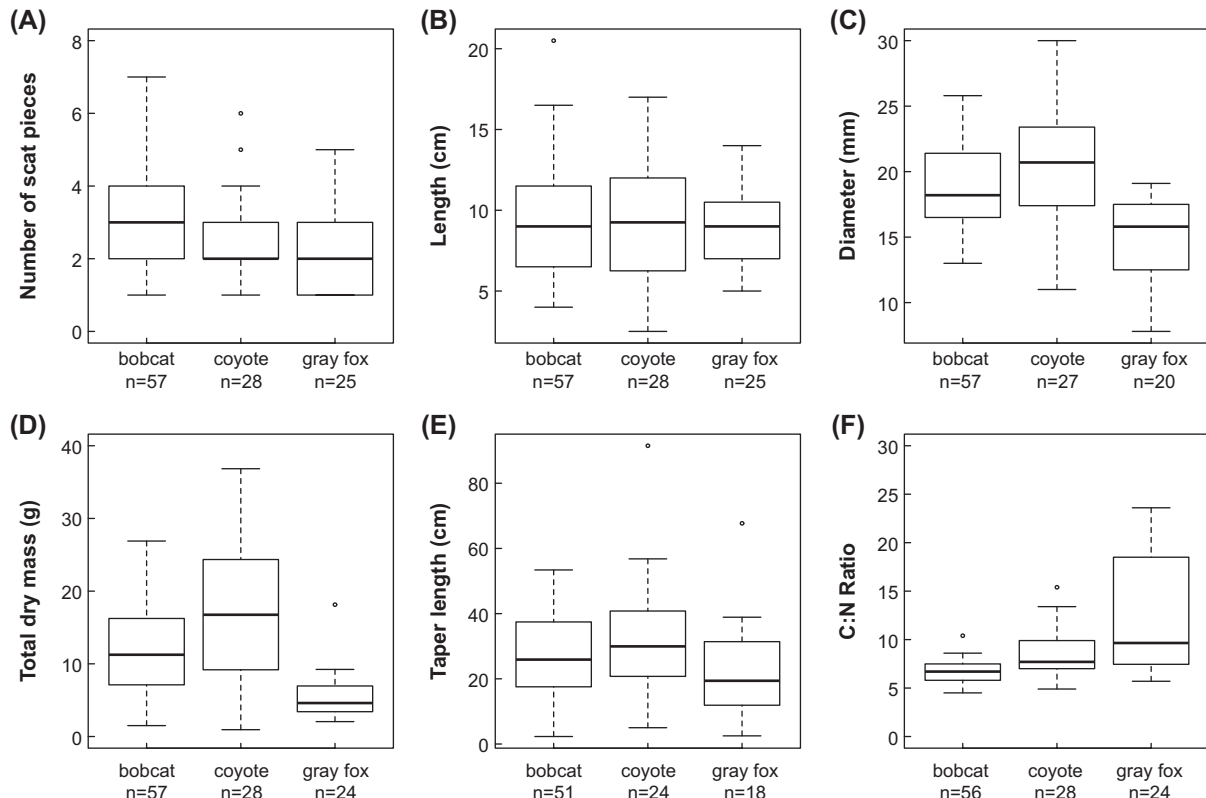 (A)
Number of scat pieces
8
6
4
2
0
bobcat coyote gray fox
n=57 n=28 n=25
(B)
Length (cm)
20
15
10
5
bobcat coyote gray fox
n=57 n=28 n=25
(C)
Diameter (mm)
30
25
20
15
10
bobcat coyote gray fox
n=57 n=27 n=20
(D)
Total dry mass (g)
40
30
20
10
0
bobcat coyote gray fox
n=57 n=28 n=24
(E)
Taper length (cm)
80
60
40
20
0
bobcat coyote gray fox
n=51 n=24 n=18
(F)
C:N Ratio
30
25
20
15
10
5
0
bobcat coyote gray fox
n=56 n=28 n=24